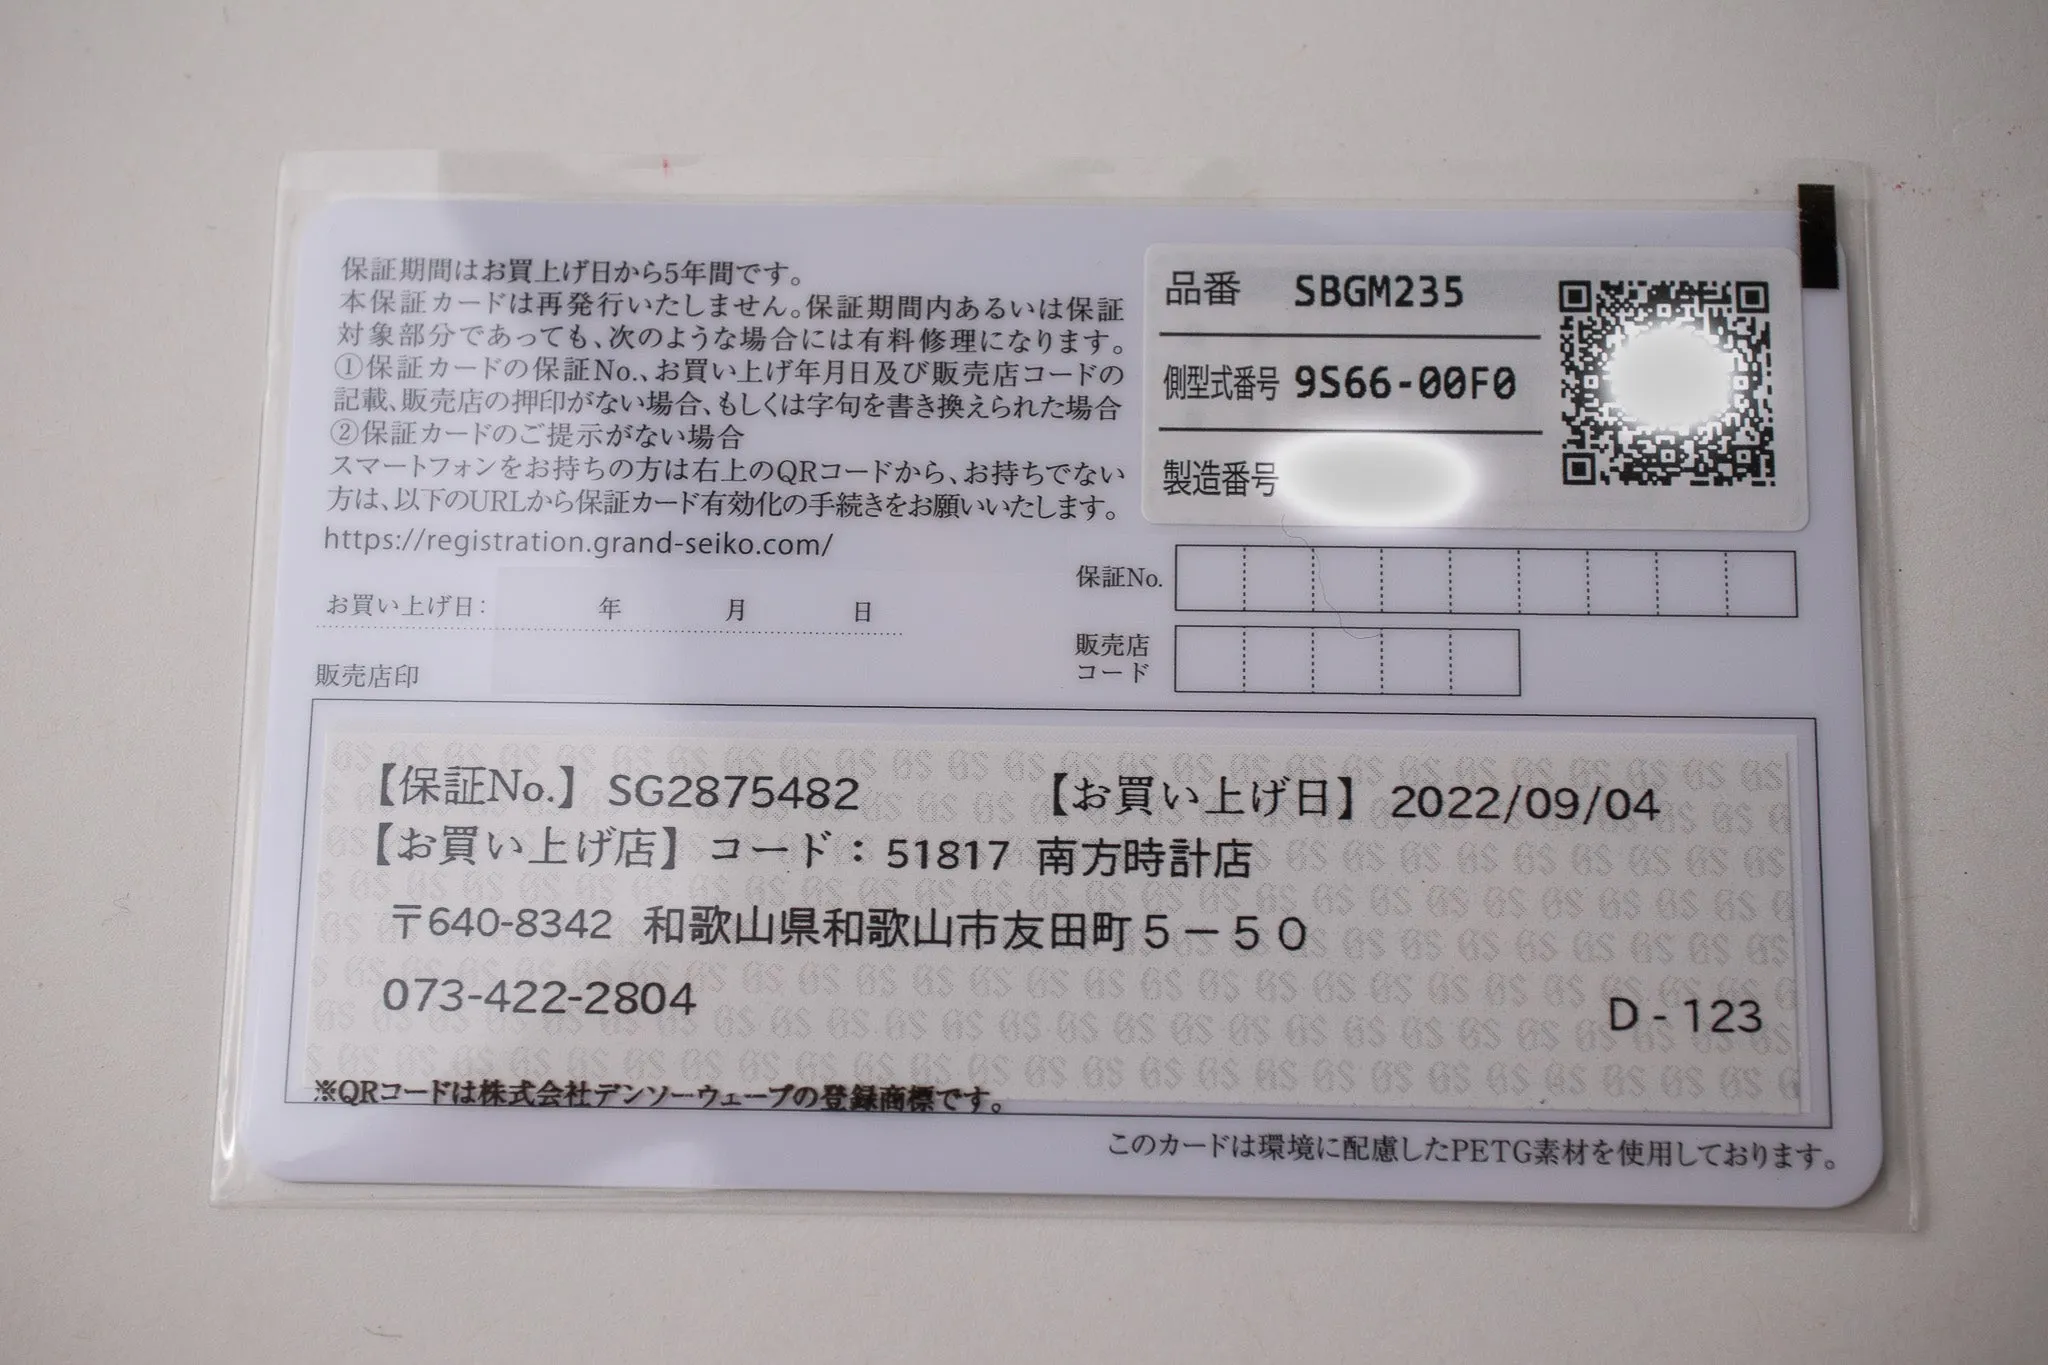 保証期間はお買上げ日から5年間です。
本保証カードは再発行いたしません。保証期間内あるいは保証
対象部分であっても、次のような場合には有料修理になります。
①保証カードの保証No.、お買い上げ年月日及び販売店コードの
記載、販売店の押印がない場合、もしくは字句を書き換えられた場合
②保証カードのご提示がない場合
スマートフォンをお持ちの方は右上のQRコードから、お持ちでない
方は、以下のURLから保証カード有効化の手続きをお願いいたします。
https://registration.grand-seiko.com/
品番 SBGM235
側型式番号 9S66-00F0
製造番号
お買い上げ日: 年 月 日
保証No.
販売店
コード
販売店印
【保証No.】 SG2875482 【お買い上げ日】 2022/09/04
【お買い上げ店】 コード：51817 南方時計店
〒640-8342 和歌山県和歌山市友田町５－５０
073-422-2804
D - 123
※QRコードは株式会社デンソーウェーブの登録商標です。
このカードは環境に配慮したPETG素材を使用しております。